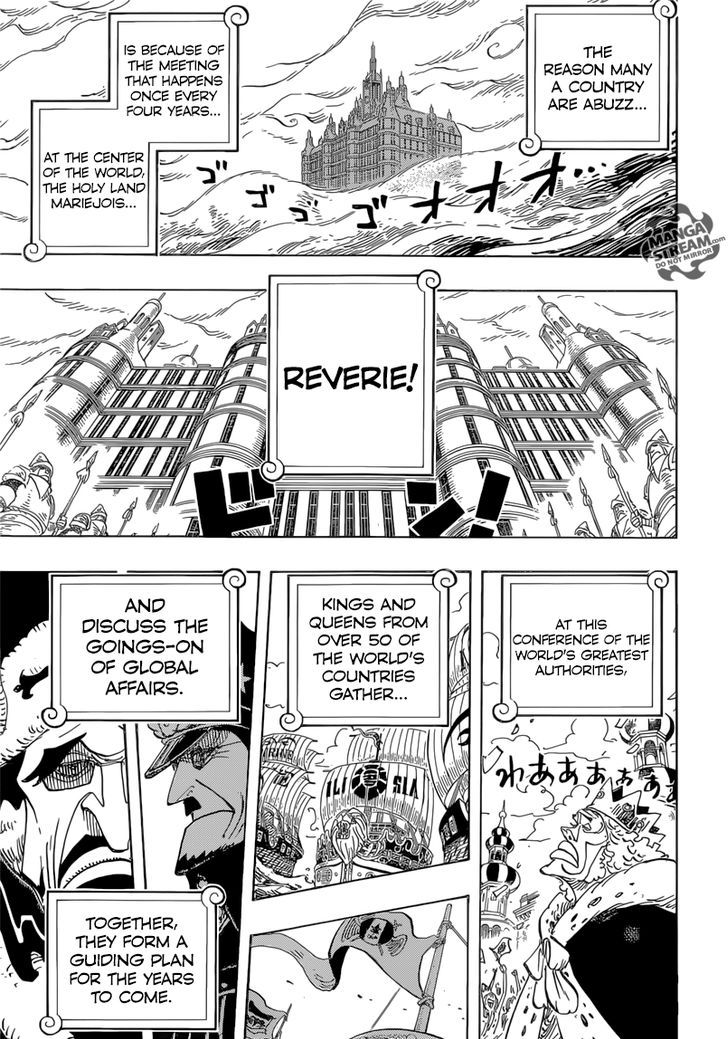 THE
REASON MANY
A COUNTRY
ARE ABUZZ...
IS BECAUSE OF
THE MEETING
THAT HAPPENS
ONCE EVERY
FOUR YEARS...
AT THE CENTER
OF THE WORLD,
THE HOLY LAND
MARIEJOIS...
オオオ...
ゴゴゴゴ
MANGA
STREAM.com
DO NOT MIRROR
REVERIE!
ドン!
AT THIS
CONFERENCE OF THE
WORLD'S GREATEST
AUTHORITIES,
わぁぁぁぁぁ
KINGS AND
QUEENS FROM
OVER 50 OF
THE WORLD'S
COUNTRIES
GATHER...
ILISIA
AND
DISCUSS THE
GOINGS-ON
OF GLOBAL
AFFAIRS.
TOGETHER,
THEY FORM A
GUIDING PLAN
FOR THE YEARS
TO COME.